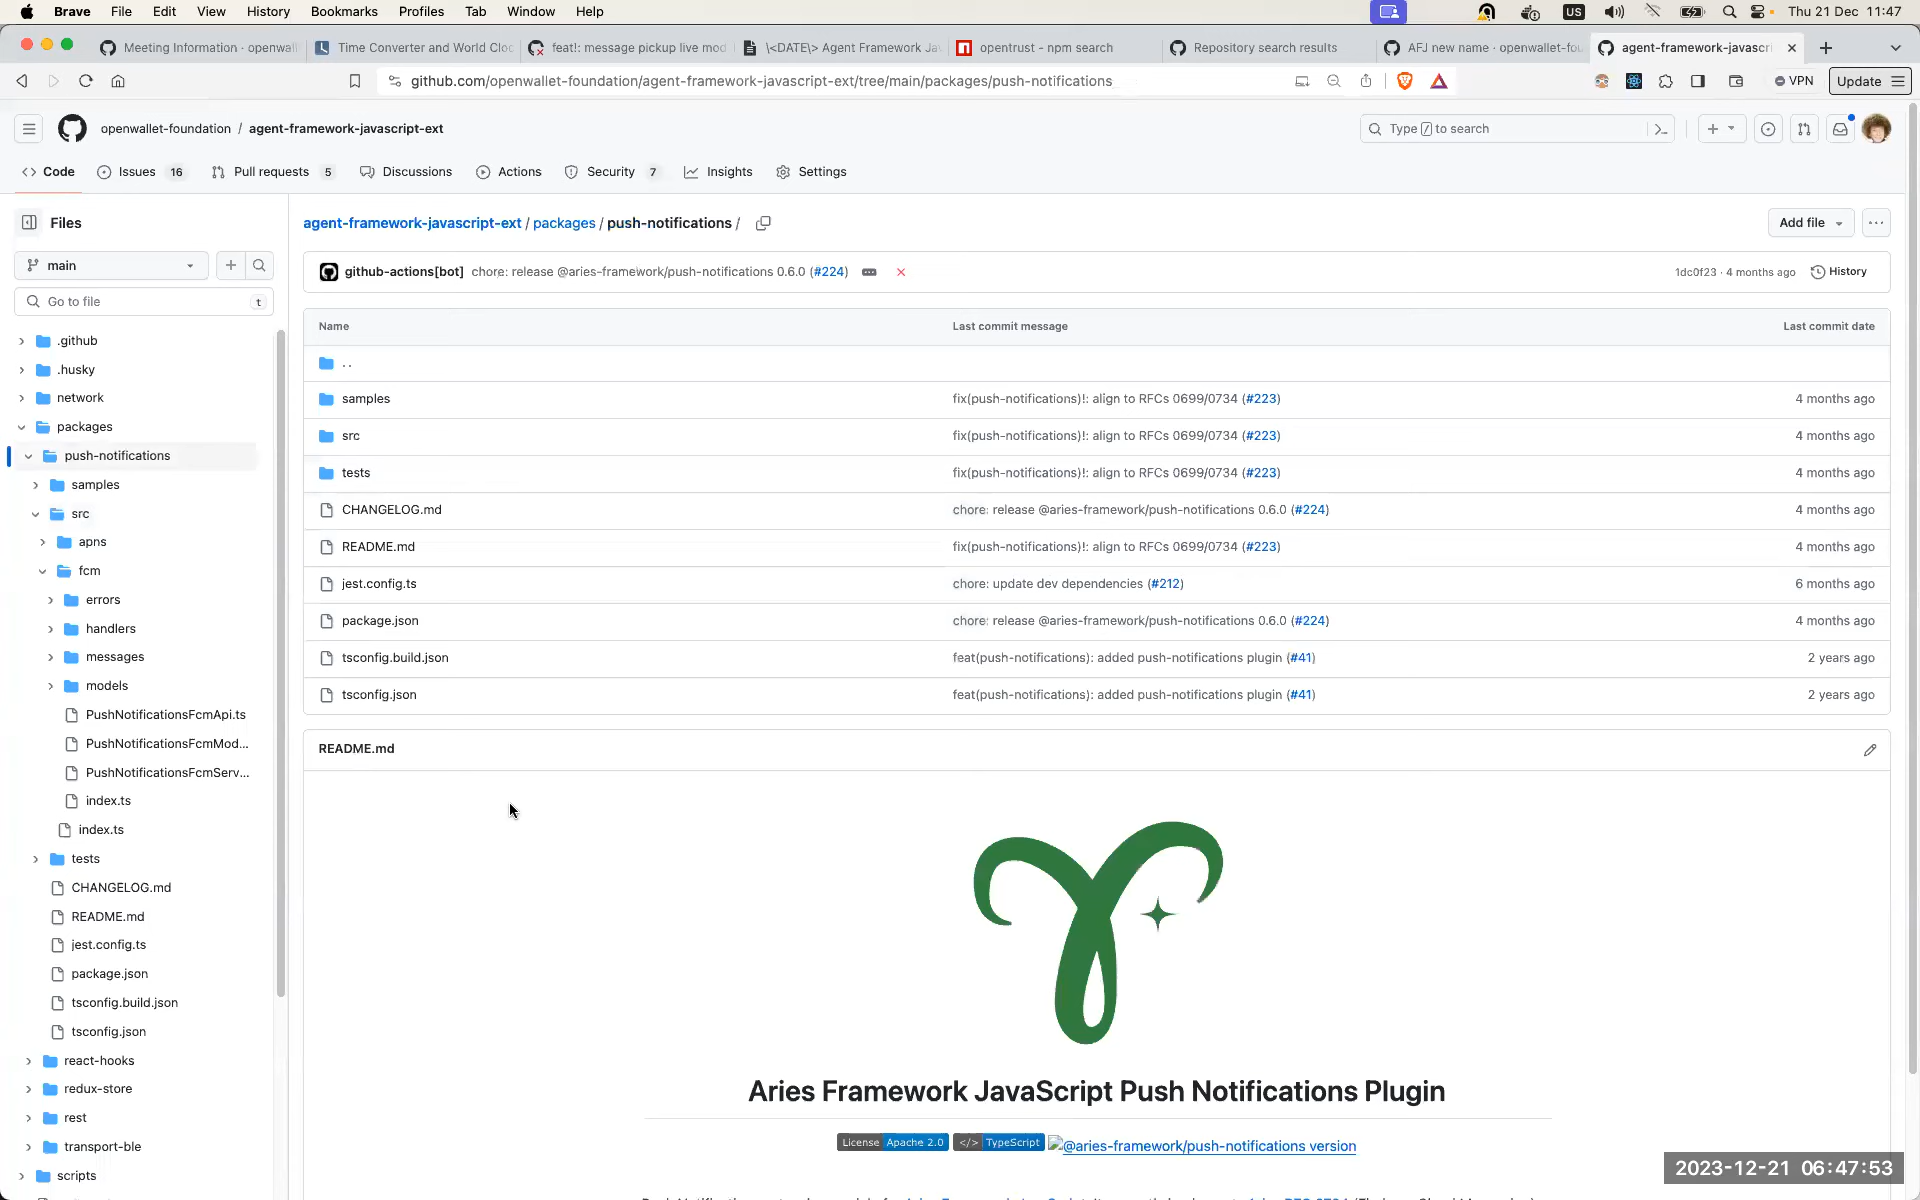 Brave File Edit View History Bookmarks Profiles Tab Window Help US Thu 21 Dec 11:47
Meeting Information · openwall Time Converter and World Cloc feat!: message pickup live mod \<DATE\> Agent Framework Ja opentrust - npm search Repository search results AFJ new name · openwallet-fou agent-framework-javascri
github.com/openwallet-foundation/agent-framework-javascript-ext/tree/main/packages/push-notifications VPN Update
openwallet-foundation / agent-framework-javascript-ext Type / to search
Code Issues 16 Pull requests 5 Discussions Actions Security 7 Insights Settings
Files
main
Go to file t
.github
.husky
network
packages
push-notifications
samples
src
apns
fcm
errors
handlers
messages
models
PushNotificationsFcmApi.ts
PushNotificationsFcmMod...
PushNotificationsFcmServ...
index.ts
index.ts
tests
CHANGELOG.md
README.md
jest.config.ts
package.json
tsconfig.build.json
tsconfig.json
react-hooks
redux-store
rest
transport-ble
scripts
agent-framework-javascript-ext / packages / push-notifications / Add file
github-actions[bot] chore: release @aries-framework/push-notifications 0.6.0 (#224) 1dc0f23 · 4 months ago History
Name Last commit message Last commit date
..
samples fix(push-notifications)!: align to RFCs 0699/0734 (#223) 4 months ago
src fix(push-notifications)!: align to RFCs 0699/0734 (#223) 4 months ago
tests fix(push-notifications)!: align to RFCs 0699/0734 (#223) 4 months ago
CHANGELOG.md chore: release @aries-framework/push-notifications 0.6.0 (#224) 4 months ago
README.md fix(push-notifications)!: align to RFCs 0699/0734 (#223) 4 months ago
jest.config.ts chore: update dev dependencies (#212) 6 months ago
package.json chore: release @aries-framework/push-notifications 0.6.0 (#224) 4 months ago
tsconfig.build.json feat(push-notifications): added push-notifications plugin (#41) 2 years ago
tsconfig.json feat(push-notifications): added push-notifications plugin (#41) 2 years ago
README.md
Aries Framework JavaScript Push Notifications Plugin
License Apache 2.0 </> TypeScript @aries-framework/push-notifications version
2023-12-21 06:47:53